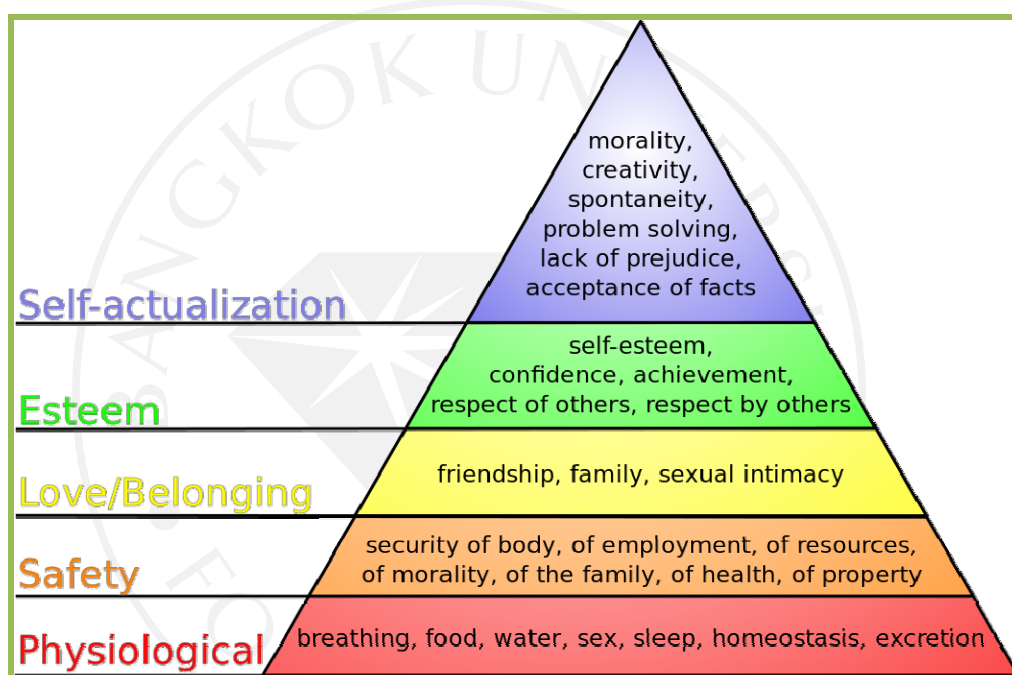 BANGKOK UNIVERSI
morality,
creativity,
spontaneity,
problem solving,
lack of prejudice,
acceptance of facts
Self-actualization
self-esteem,
confidence, achievement,
respect of others, respect by others
Esteem
friendship, family, sexual intimacy
Love/Belonging
security of body, of employment, of resources,
of morality, of the family, of health, of property
Safety
breathing, food, water, sex, sleep, homeostasis, excretion
Physiological